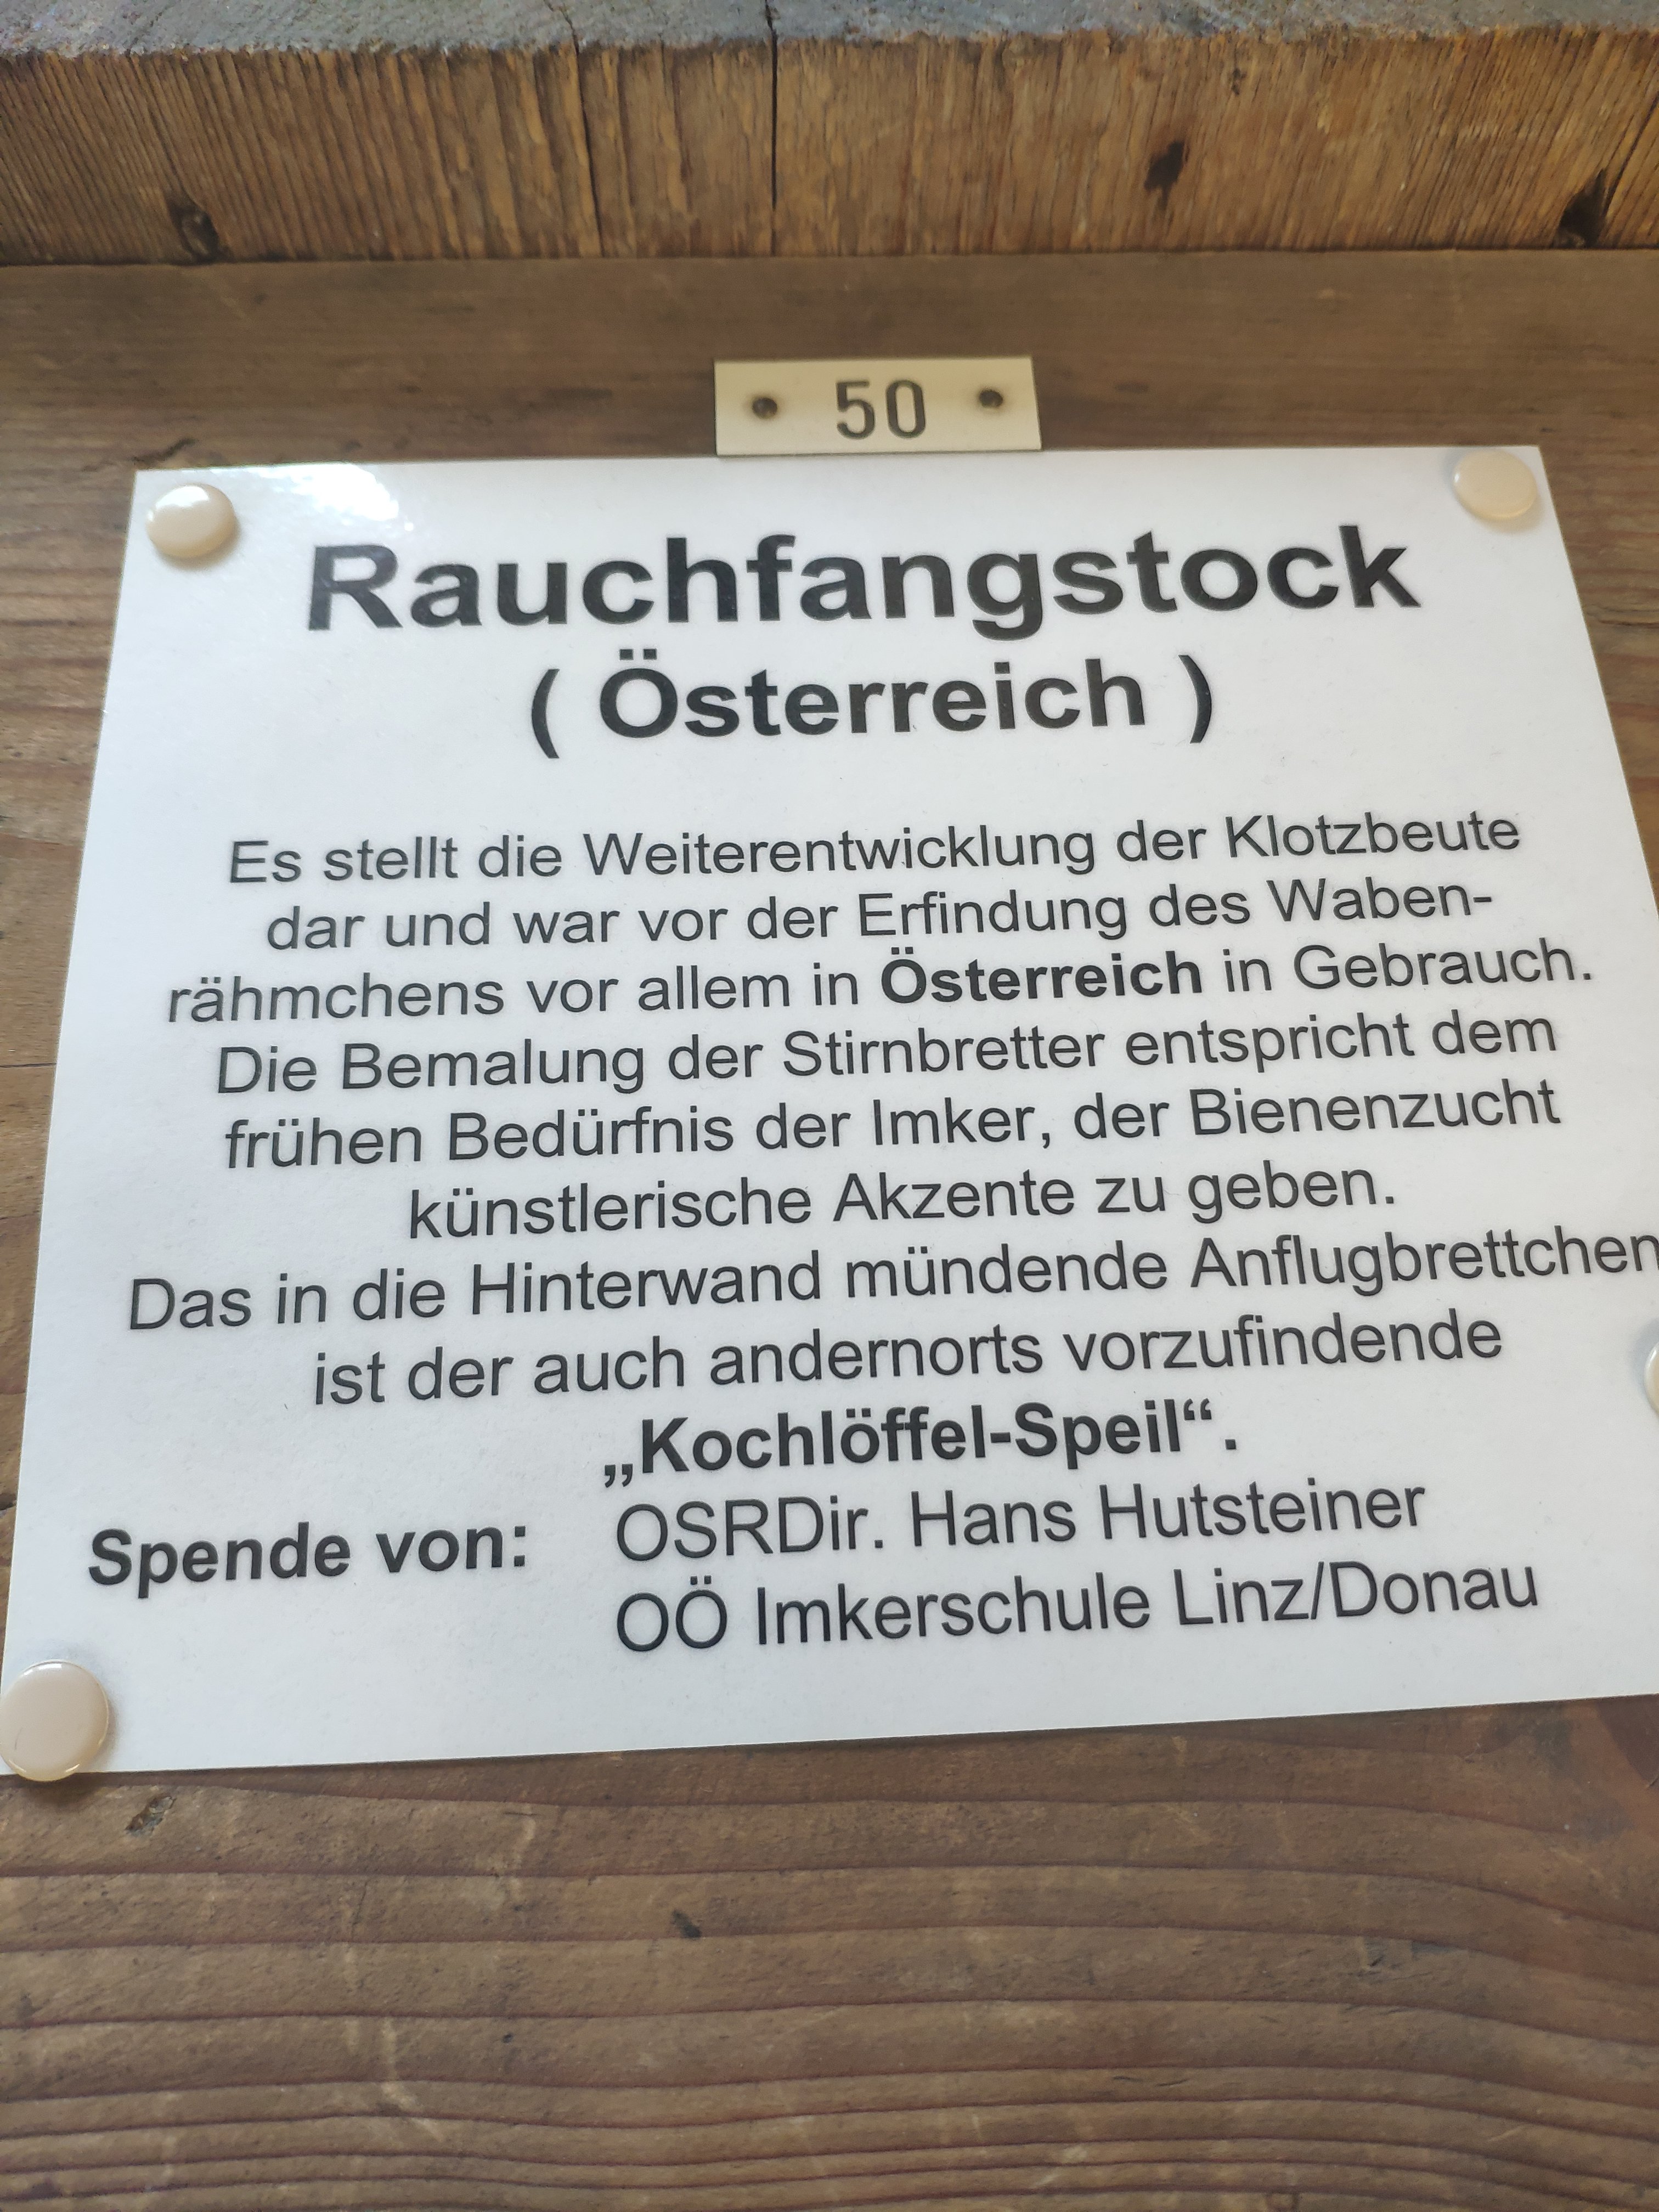 50
Rauchfangstock
( Österreich )
Es stellt die Weiterentwicklung der Klotzbeute
dar und war vor der Erfindung des Waben-
rähmchens vor allem in Österreich in Gebrauch.
Die Bemalung der Stirnbretter entspricht dem
frühen Bedürfnis der Imker, der Bienenzucht
künstlerische Akzente zu geben.
Das in die Hinterwand mündende Anflugbrettchen
ist der auch andernorts vorzufindende
„Kochlöffel-Speil“.
Spende von: OSRDir. Hans Hutsteiner
OÖ Imkerschule Linz/Donau